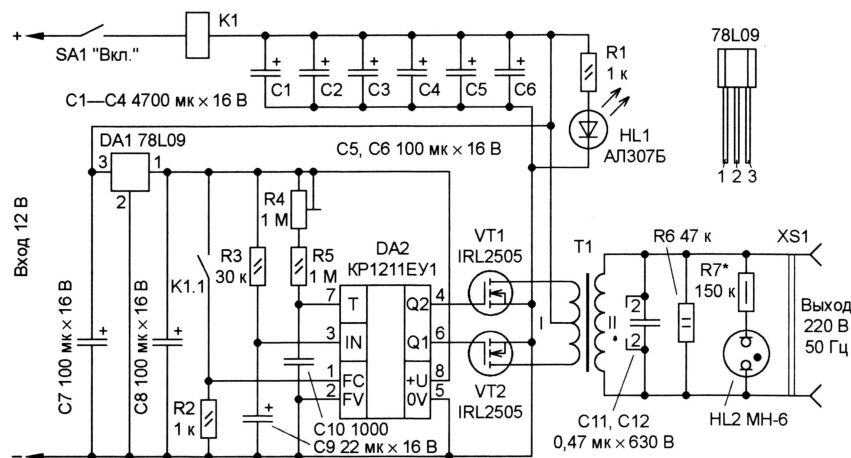 K1
78L09
+
SA1 "Вкл."
+
+
+
+
+
+
R1
1 к
C1
C2
C3
C4
C5
C6
C1—C4 4700 мк × 16 В
HL1
АЛ307Б
DA1 78L09
C5, C6 100 мк × 16 В
3
1
2
1 2 3
R4
1 М
Вход 12 В
R3
30 к
R5
1 М
DA2
КР1211ЕУ1
VT1
IRL2505
T1
R6 47 к
XS1
R7*
150 к
K1.1
7
T
Q2
4
3
IN
Q1
6
1
FC
+U
8
2
FV
0V
5
I
II
2
2
Выход
220 В
50 Гц
C7 100 мк × 16 В
+
C8 100 мк × 16 В
+
VT2
IRL2505
R2
1 к
+
C10 1000
C9 22 мк × 16 В
C11, C12
0,47 мк × 630 В
HL2 МН-6
–